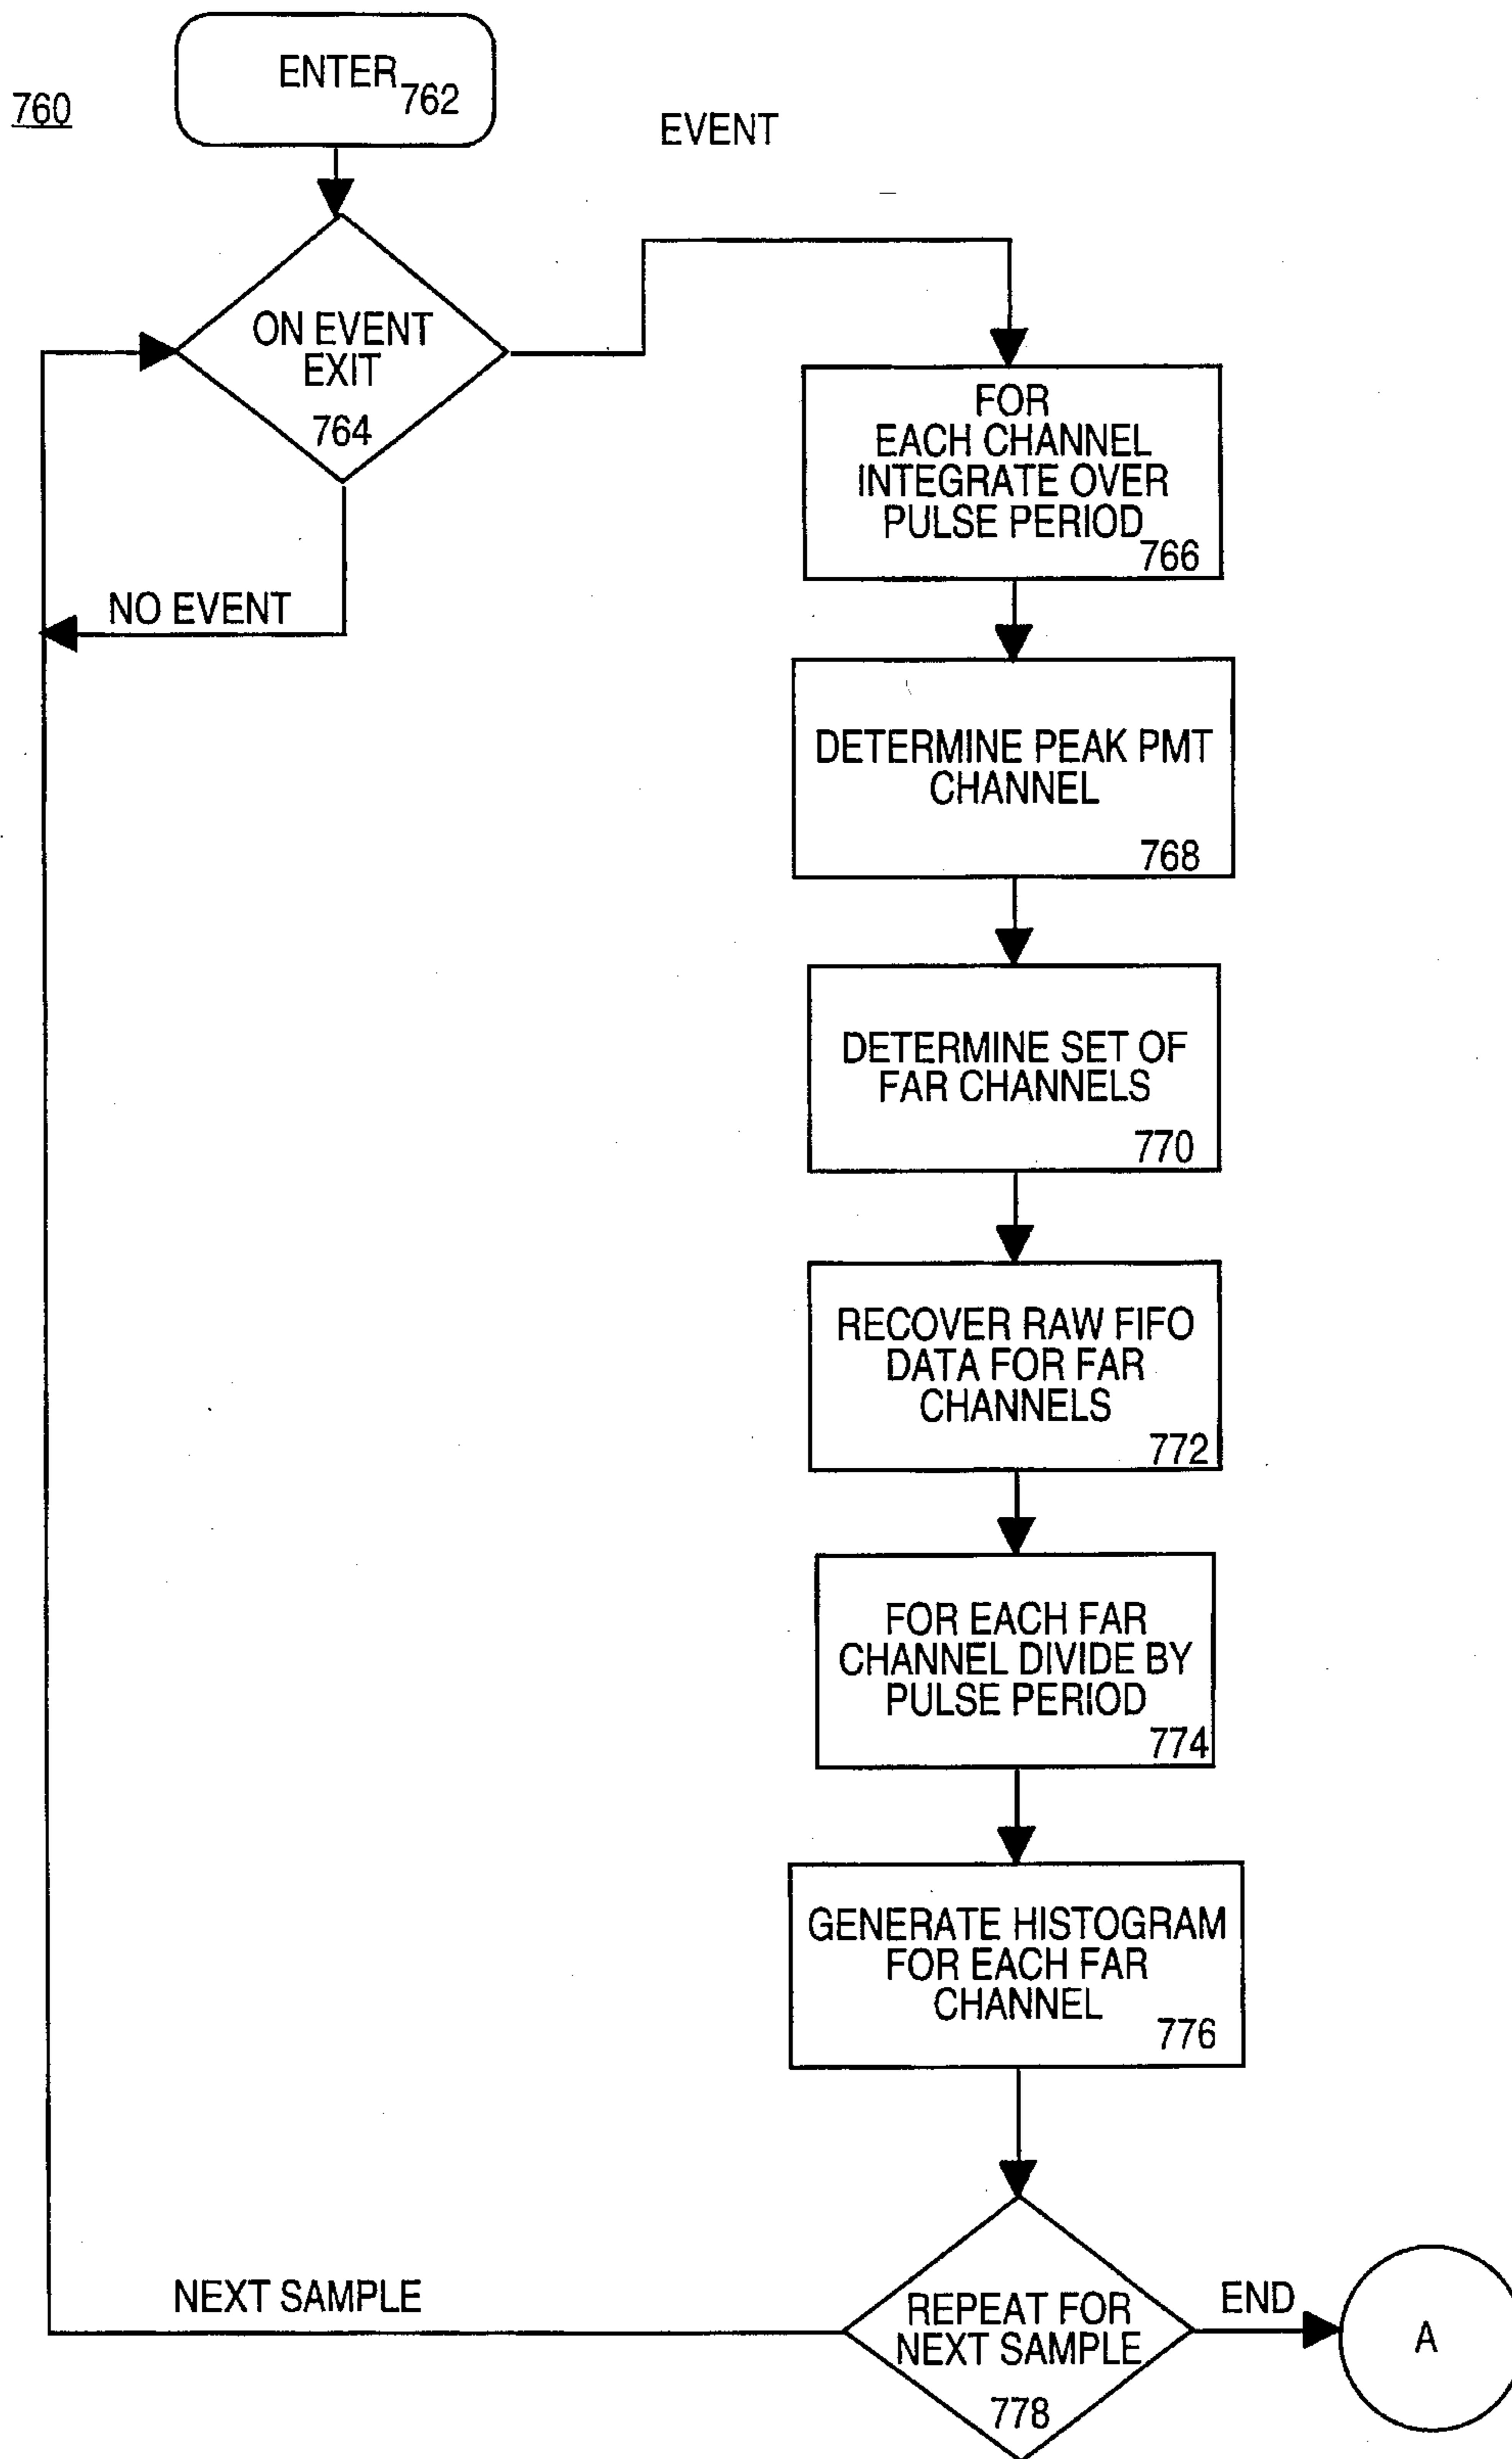 760
ENTER
762
EVENT
ON EVENT
EXIT
764
NO EVENT
FOR
EACH CHANNEL
INTEGRATE OVER
PULSE PERIOD
766
DETERMINE PEAK PMT
CHANNEL
768
DETERMINE SET OF
FAR CHANNELS
770
RECOVER RAW FIFO
DATA FOR FAR
CHANNELS
772
FOR EACH FAR
CHANNEL DIVIDE BY
PULSE PERIOD
774
GENERATE HISTOGRAM
FOR EACH FAR
CHANNEL
776
NEXT SAMPLE
REPEAT FOR
NEXT SAMPLE
778
END
A